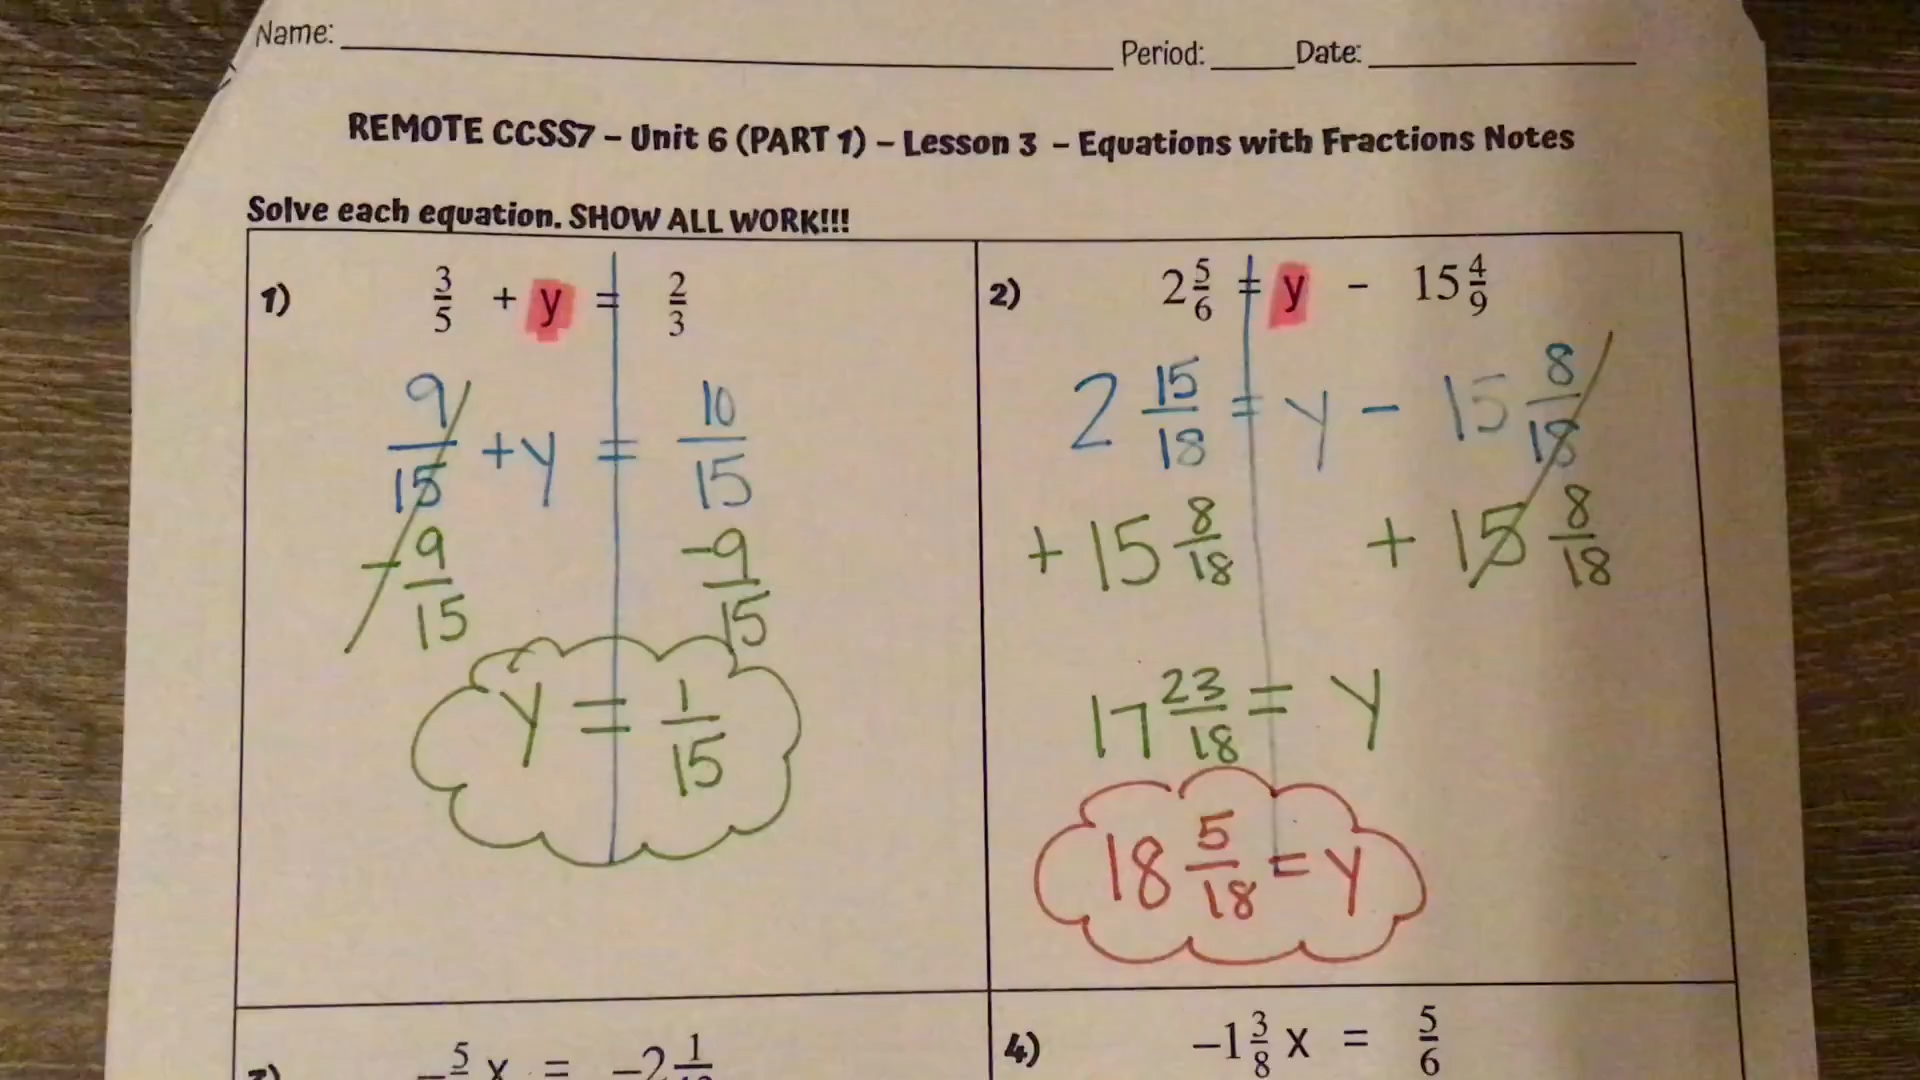 Name: Period: Date:
REMOTE CCSS7 – Unit 6 (PART 1) – Lesson 3 – Equations with Fractions Notes
Solve each equation. SHOW ALL WORK!!!
1) 3/5 + y = 2/3
9/15 + y = 10/15
-9/15 -9/15
y = 1/15
2) 2 5/6 = y - 15 4/9
2 15/18 = y - 15 8/18
+ 15 8/18 + 15 8/18
17 23/18 = y
18 5/18 = y
x = -2
4) -1 3/8 x = 5/6